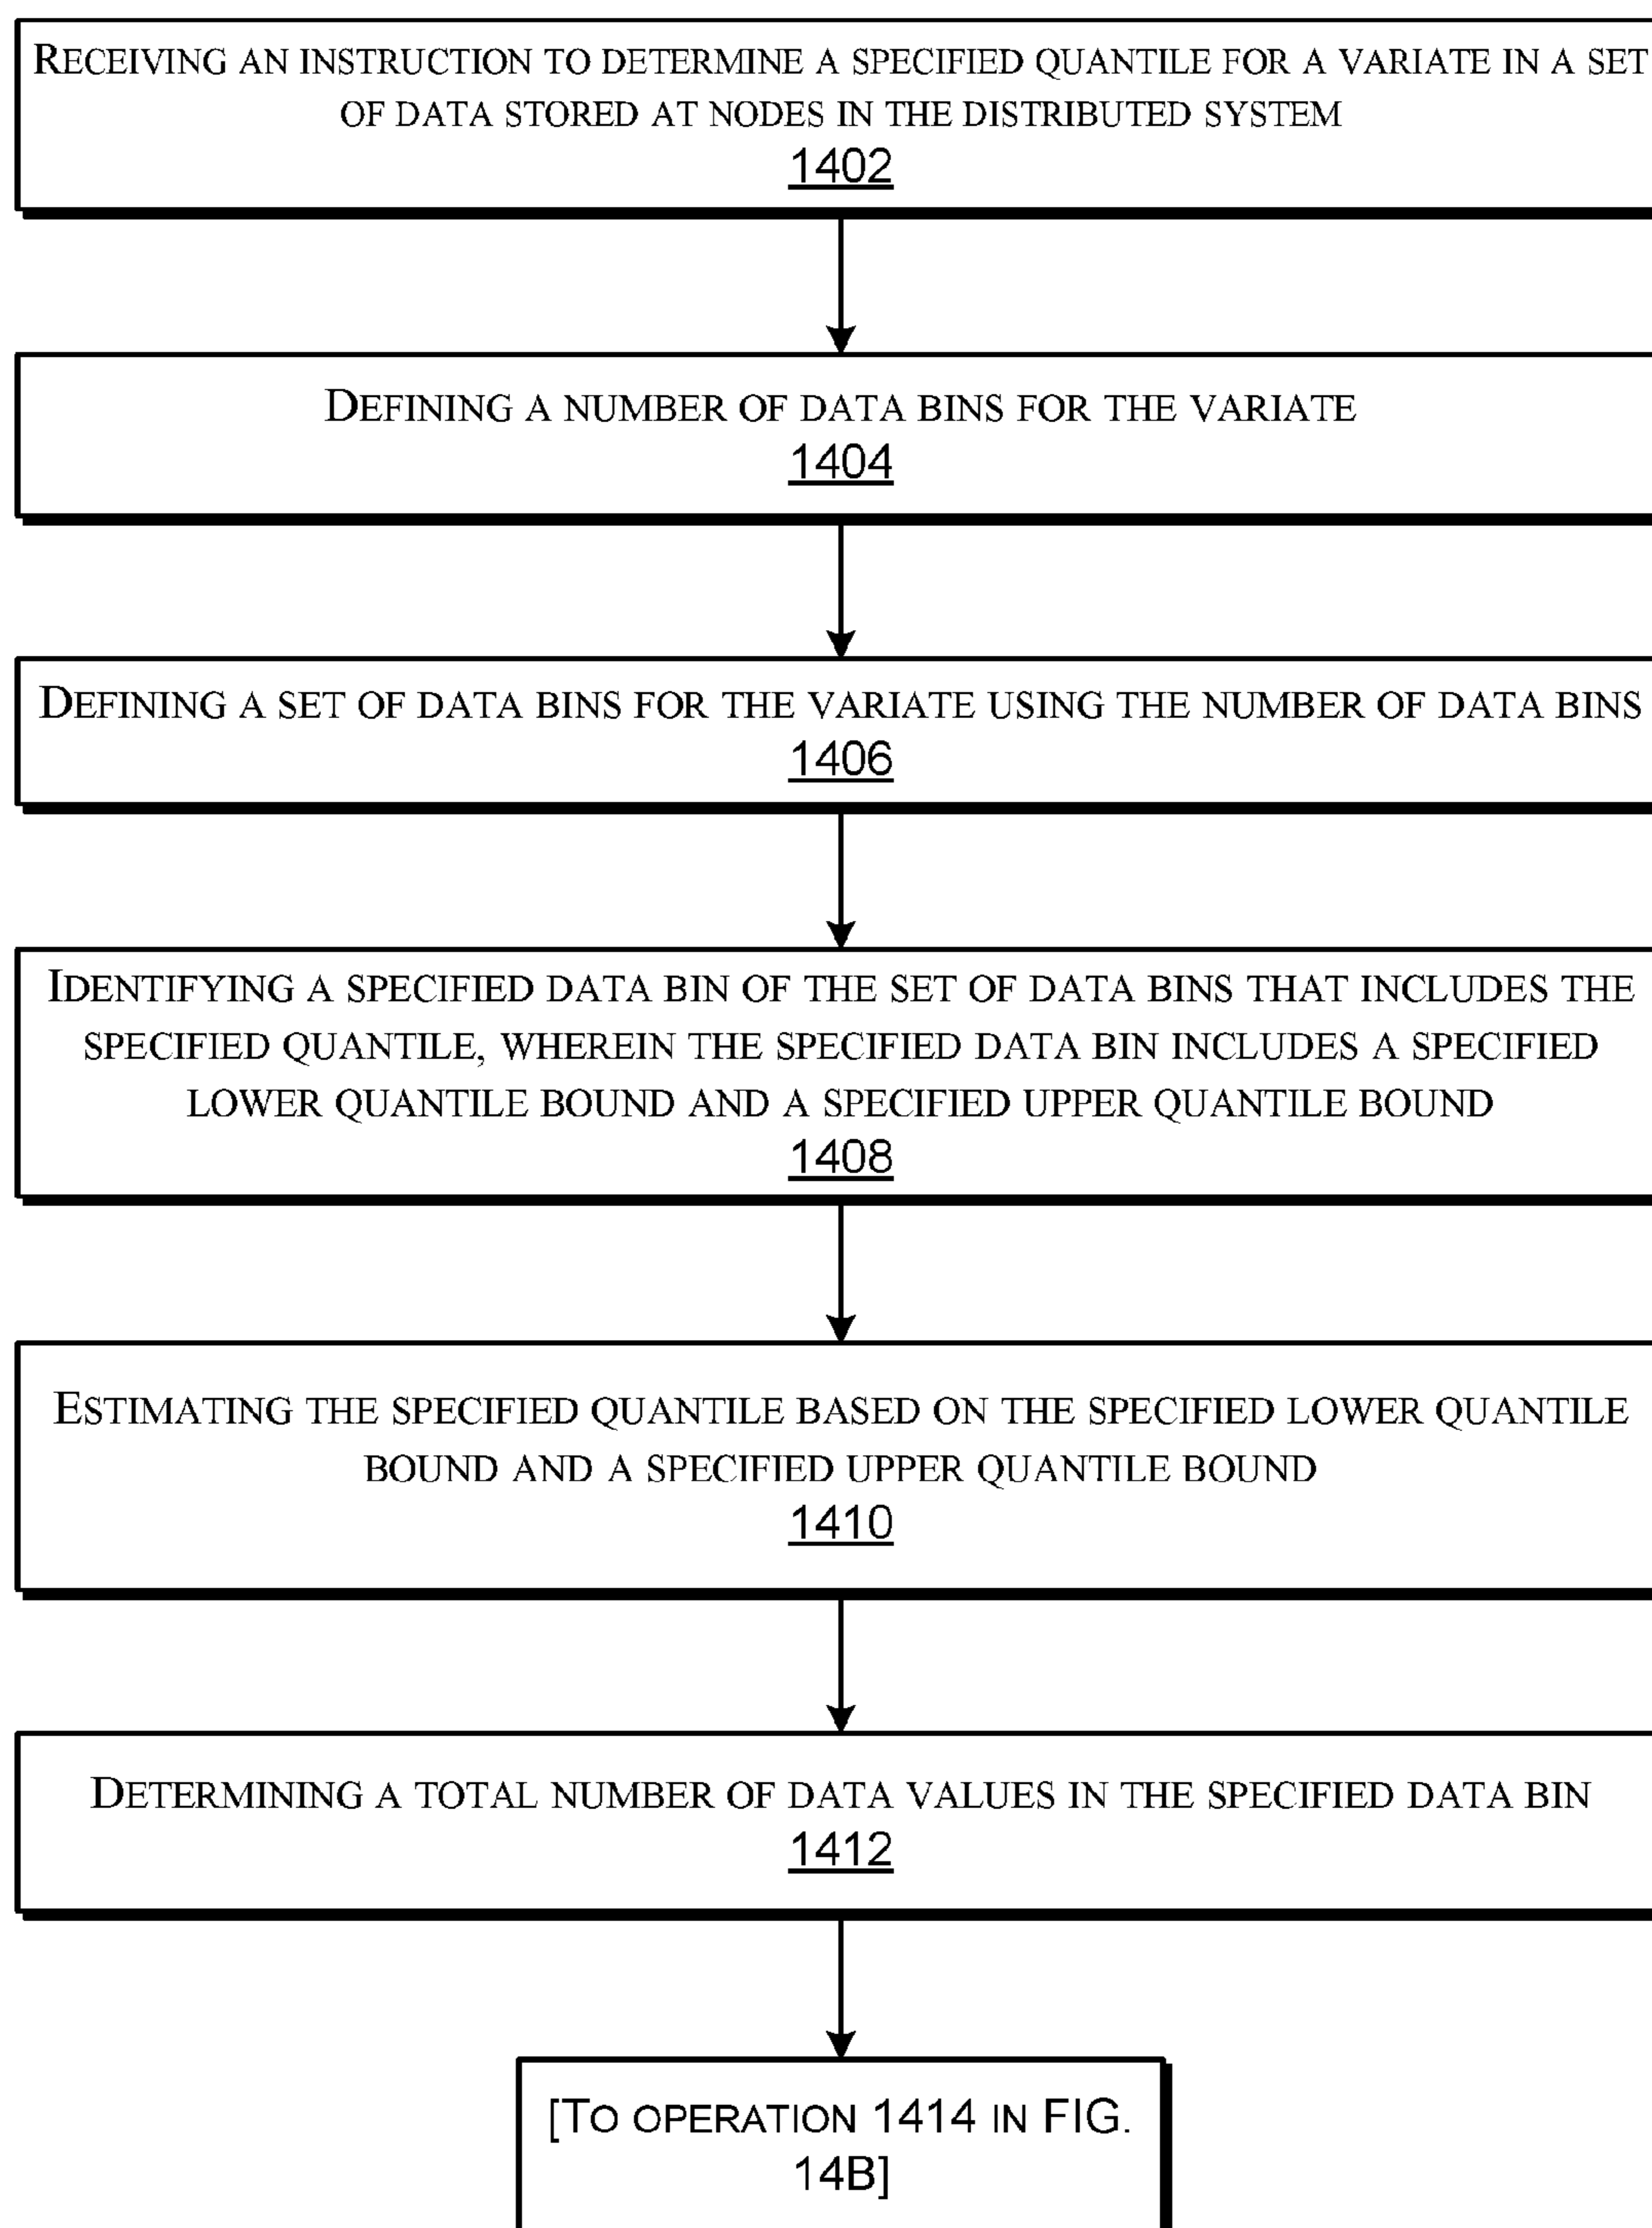 RECEIVING AN INSTRUCTION TO DETERMINE A SPECIFIED QUANTILE FOR A VARIATE IN A SET
OF DATA STORED AT NODES IN THE DISTRIBUTED SYSTEM
1402
DEFINING A NUMBER OF DATA BINS FOR THE VARIATE
1404
DEFINING A SET OF DATA BINS FOR THE VARIATE USING THE NUMBER OF DATA BINS
1406
IDENTIFYING A SPECIFIED DATA BIN OF THE SET OF DATA BINS THAT INCLUDES THE
SPECIFIED QUANTILE, WHEREIN THE SPECIFIED DATA BIN INCLUDES A SPECIFIED
LOWER QUANTILE BOUND AND A SPECIFIED UPPER QUANTILE BOUND
1408
ESTIMATING THE SPECIFIED QUANTILE BASED ON THE SPECIFIED LOWER QUANTILE
BOUND AND A SPECIFIED UPPER QUANTILE BOUND
1410
DETERMINING A TOTAL NUMBER OF DATA VALUES IN THE SPECIFIED DATA BIN
1412
[TO OPERATION 1414 IN FIG.
14B]